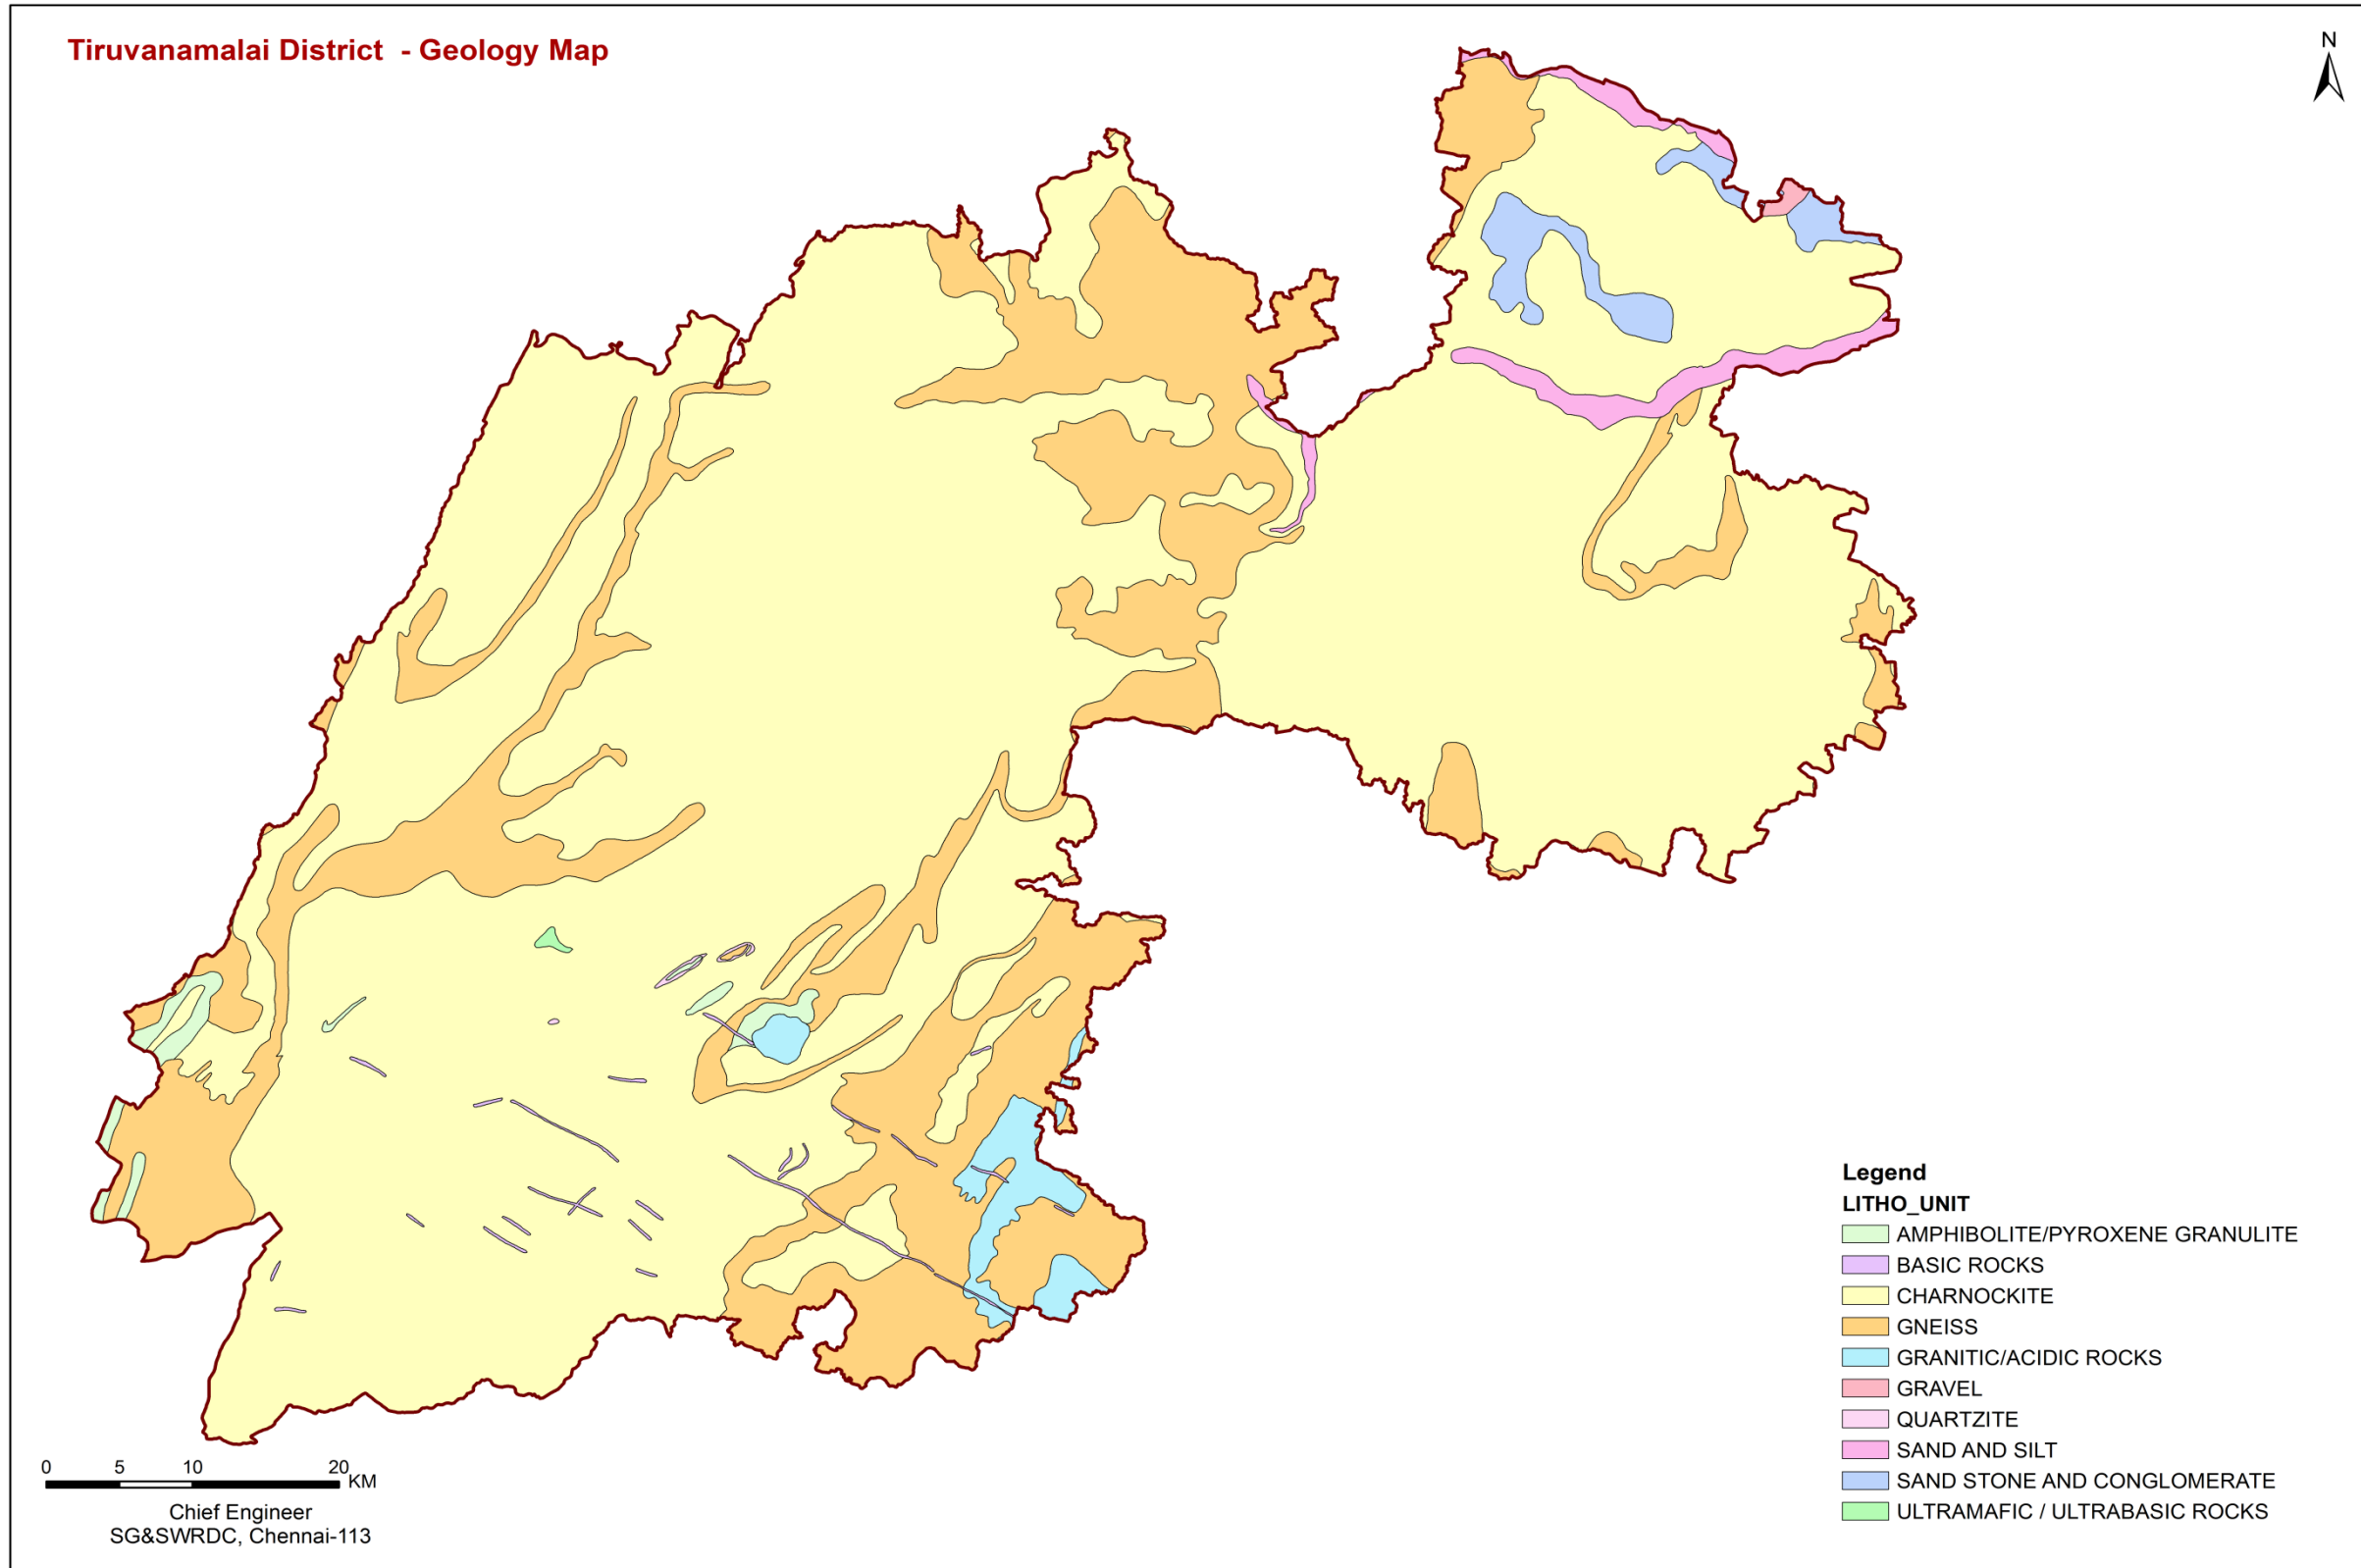 Tiruvanamalai District - Geology Map
N
Legend
LITHO_UNIT
AMPHIBOLITE/PYROXENE GRANULITE
BASIC ROCKS
CHARNOCKITE
GNEISS
GRANITIC/ACIDIC ROCKS
GRAVEL
QUARTZITE
SAND AND SILT
SAND STONE AND CONGLOMERATE
ULTRAMAFIC / ULTRABASIC ROCKS
0 5 10 20
KM
Chief Engineer
SG&SWRDC, Chennai-113